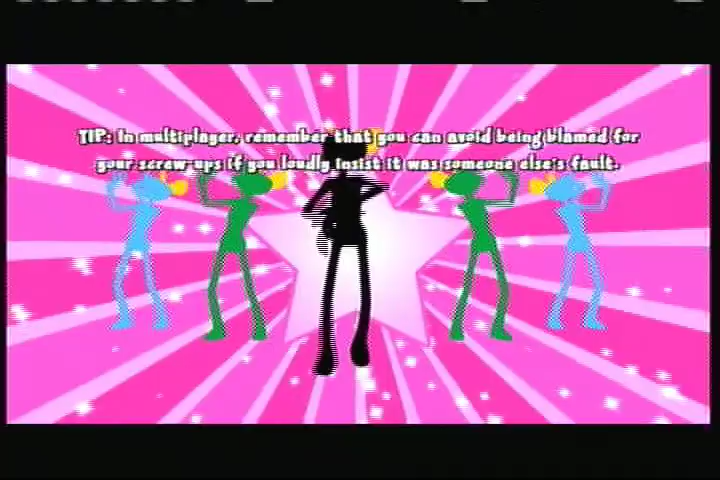 TIP: In multiplayer, remember that you can avoid being blamed for
your screw-ups if you loudly insist it was someone else's fault.